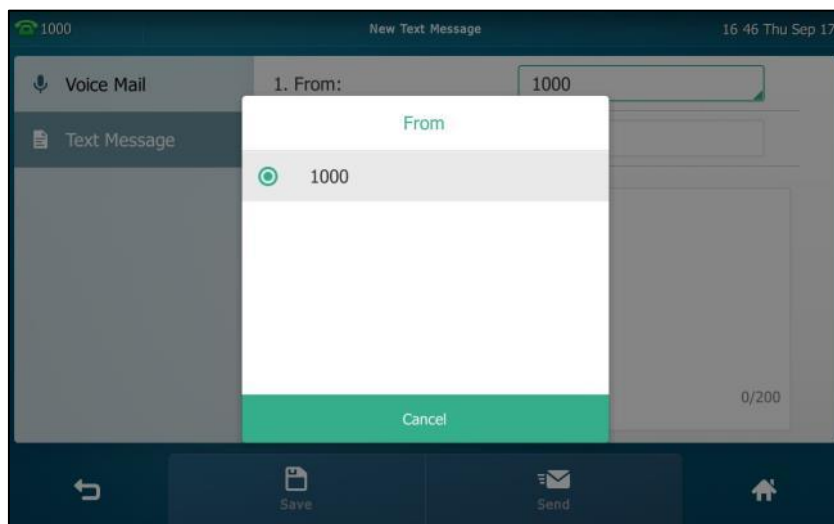 1000
New Text Message
16 46 Thu Sep 17
Voice Mail
1. From:
1000
Text Message
From
1000
0/200
Cancel
Save
Send